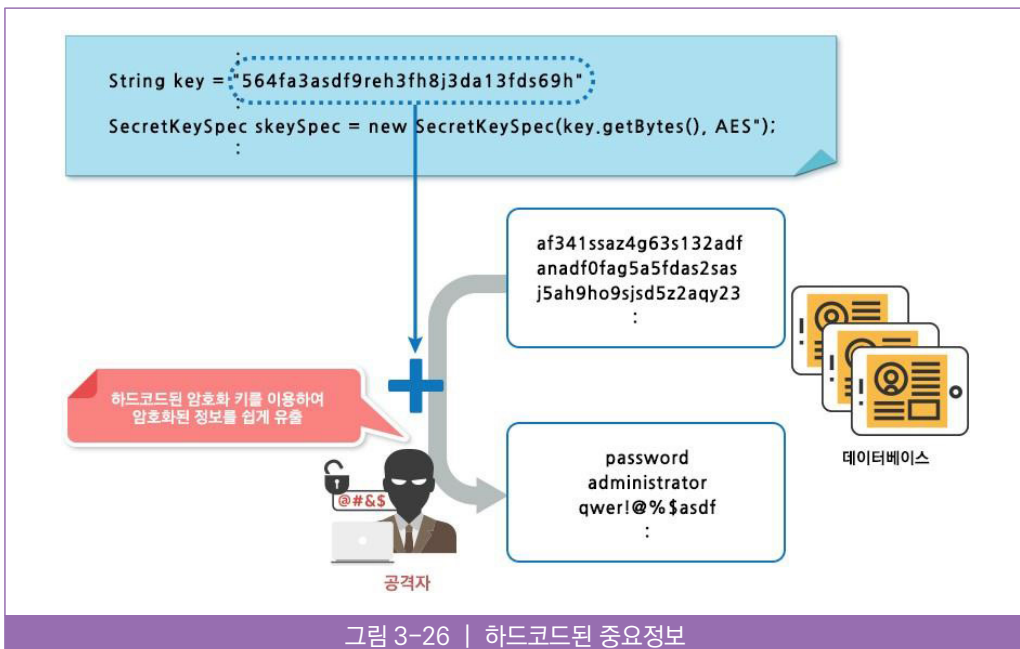 :
String key = "564fa3asdf9reh3fh8j3da13fds69h"
:
SecretKeySpec skeySpec = new SecretKeySpec(key.getBytes(), AES");
:
af341ssaz4g63s132adf
anadf0fag5a5fdas2sas
j5ah9ho9sjsd5z2aqy23
:
하드코드된 암호화 키를 이용하여
암호화된 정보를 쉽게 유출
데이터베이스
password
administrator
qwer!@%$asdf
:
@#&$
공격자
그림 3-26 | 하드코드된 중요정보